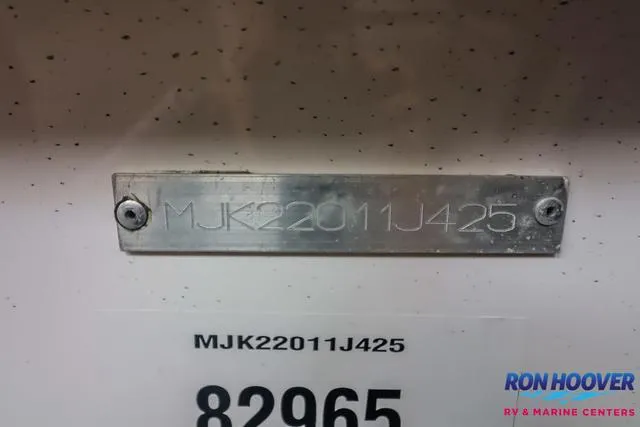 MJK22011J425
MJK22011J425
82965
RON HOOVER
RV & MARINE CENTERS